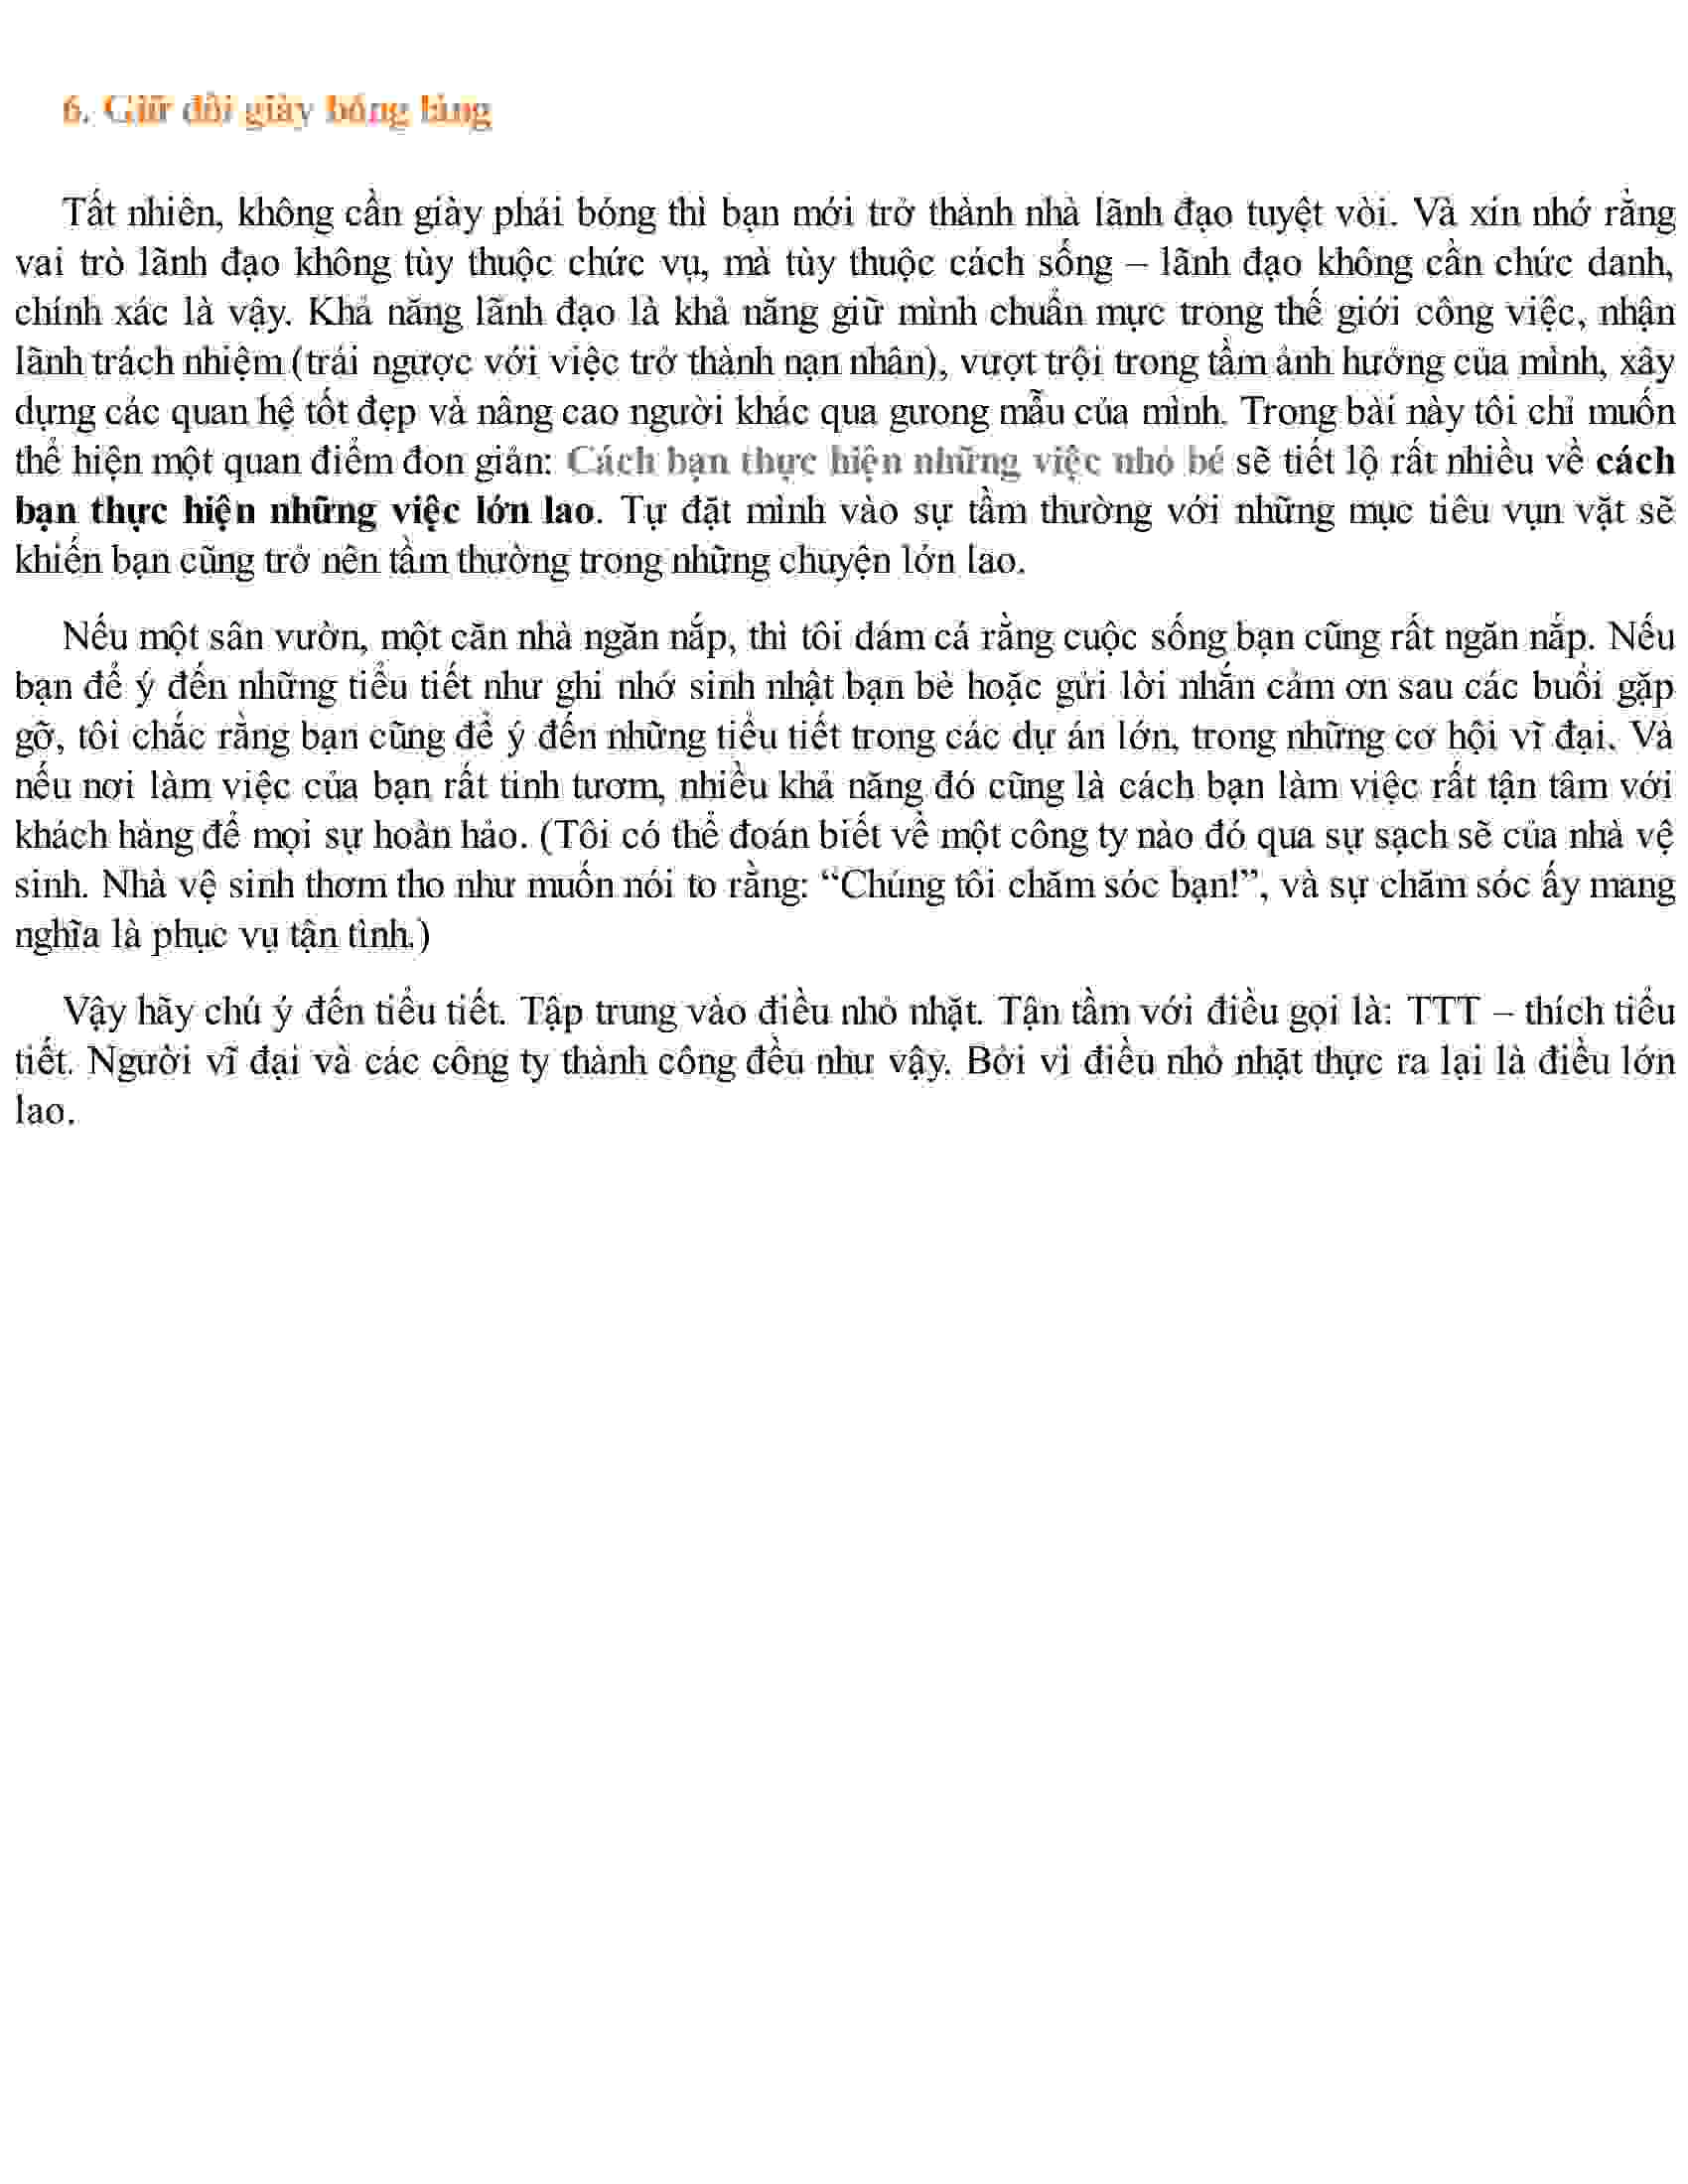 6. Giữ đôi giày bóng láng
Tất nhiên, không cần giày phải bóng thì bạn mới trở thành nhà lãnh đạo tuyệt vời. Và xin nhớ rằng
vai trò lãnh đạo không tùy thuộc chức vụ, mà tùy thuộc cách sống – lãnh đạo không cần chức danh,
chính xác là vậy. Khả năng lãnh đạo là khả năng giữ mình chuẩn mực trong thế giới công việc, nhận
lãnh trách nhiệm (trái ngược với việc trở thành nạn nhân), vượt trội trong tầm ảnh hưởng của mình, xây
dựng các quan hệ tốt đẹp và nâng cao người khác qua gương mẫu của mình. Trong bài này tôi chỉ muốn
thể hiện một quan điểm đơn giản: Cách bạn thực hiện những việc nhỏ bé sẽ tiết lộ rất nhiều về cách
bạn thực hiện những việc lớn lao. Tự đặt mình vào sự tầm thường với những mục tiêu vụn vặt sẽ
khiến bạn cũng trở nên tầm thường trong những chuyện lớn lao.
Nếu một sân vườn, một căn nhà ngăn nắp, thì tôi dám cá rằng cuộc sống bạn cũng rất ngăn nắp. Nếu
bạn để ý đến những tiểu tiết như ghi nhớ sinh nhật bạn bè hoặc gửi lời nhắn cảm ơn sau các buổi gặp
gỡ, tôi chắc rằng bạn cũng để ý đến những tiểu tiết trong các dự án lớn, trong những cơ hội vĩ đại. Và
nếu nơi làm việc của bạn rất tinh tươm, nhiều khả năng đó cũng là cách bạn làm việc rất tận tâm với
khách hàng để mọi sự hoàn hảo. (Tôi có thể đoán biết về một công ty nào đó qua sự sạch sẽ của nhà vệ
sinh. Nhà vệ sinh thơm tho như muốn nói to rằng: “Chúng tôi chăm sóc bạn!”, và sự chăm sóc ấy mang
nghĩa là phục vụ tận tình.)
Vậy hãy chú ý đến tiểu tiết. Tập trung vào điều nhỏ nhặt. Tận tầm với điều gọi là: TTT – thích tiểu
tiết. Người vĩ đại và các công ty thành công đều như vậy. Bởi vì điều nhỏ nhặt thực ra lại là điều lớn
lao.